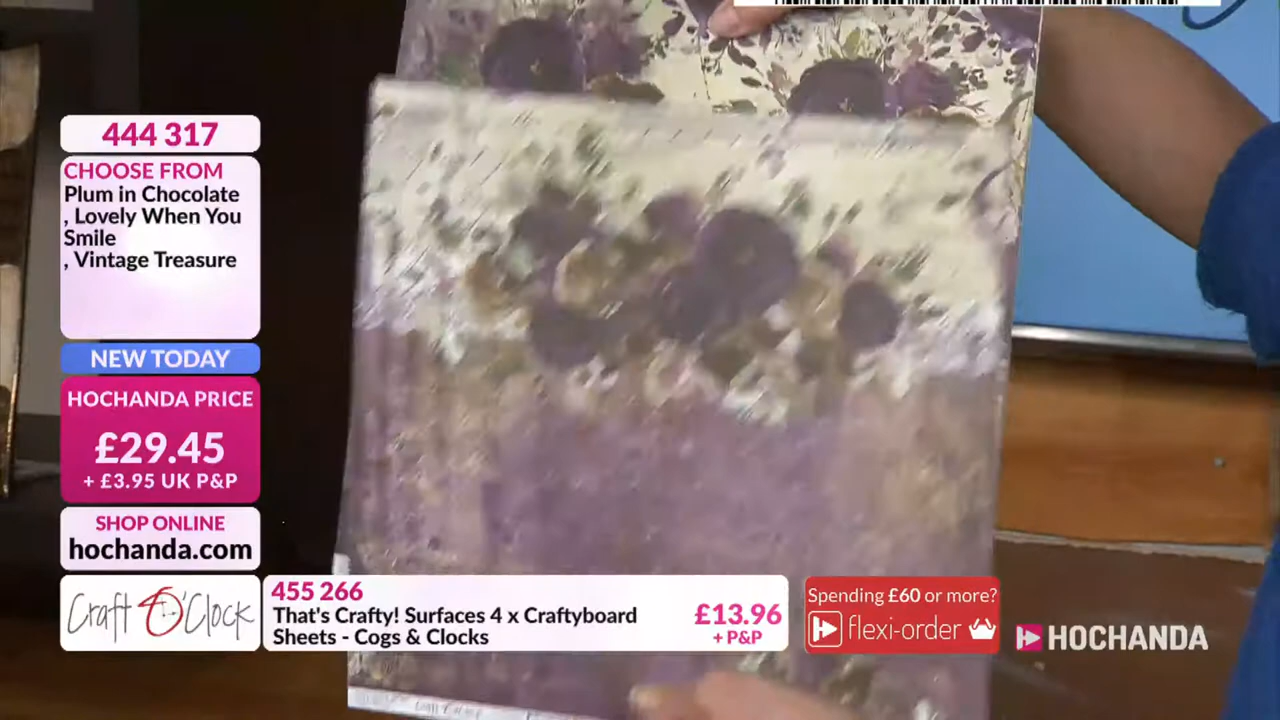 444 317
CHOOSE FROM
Plum in Chocolate
, Lovely When You
Smile
, Vintage Treasure
NEW TODAY
HOCHANDA PRICE
£29.45
+ £3.95 UK P&P
SHOP ONLINE
hochanda.com
Craft O'Clock
455 266
That's Crafty! Surfaces 4 x Craftyboard
Sheets - Cogs & Clocks
£13.96
+ P&P
Spending £60 or more?
flexi-order
HOCHANDA